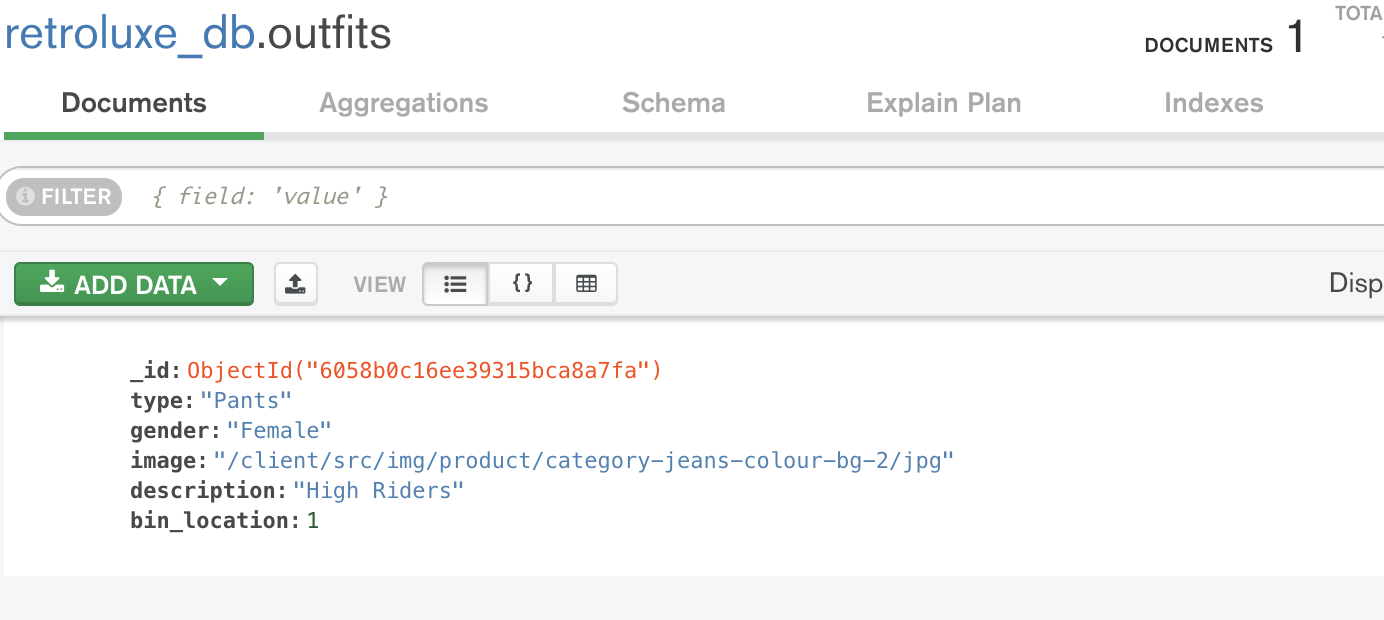 retroluxe_db.outfits
DOCUMENTS 1
Documents Aggregations Schema Explain Plan Indexes
FILTER { field: 'value' }
ADD DATA VIEW {}
_id: ObjectId("6058b0c16ee39315bca8a7fa")
type: "Pants"
gender: "Female"
image: "/client/src/img/product/category-jeans-colour-bg-2/jpg"
description: "High Riders"
bin_location: 1